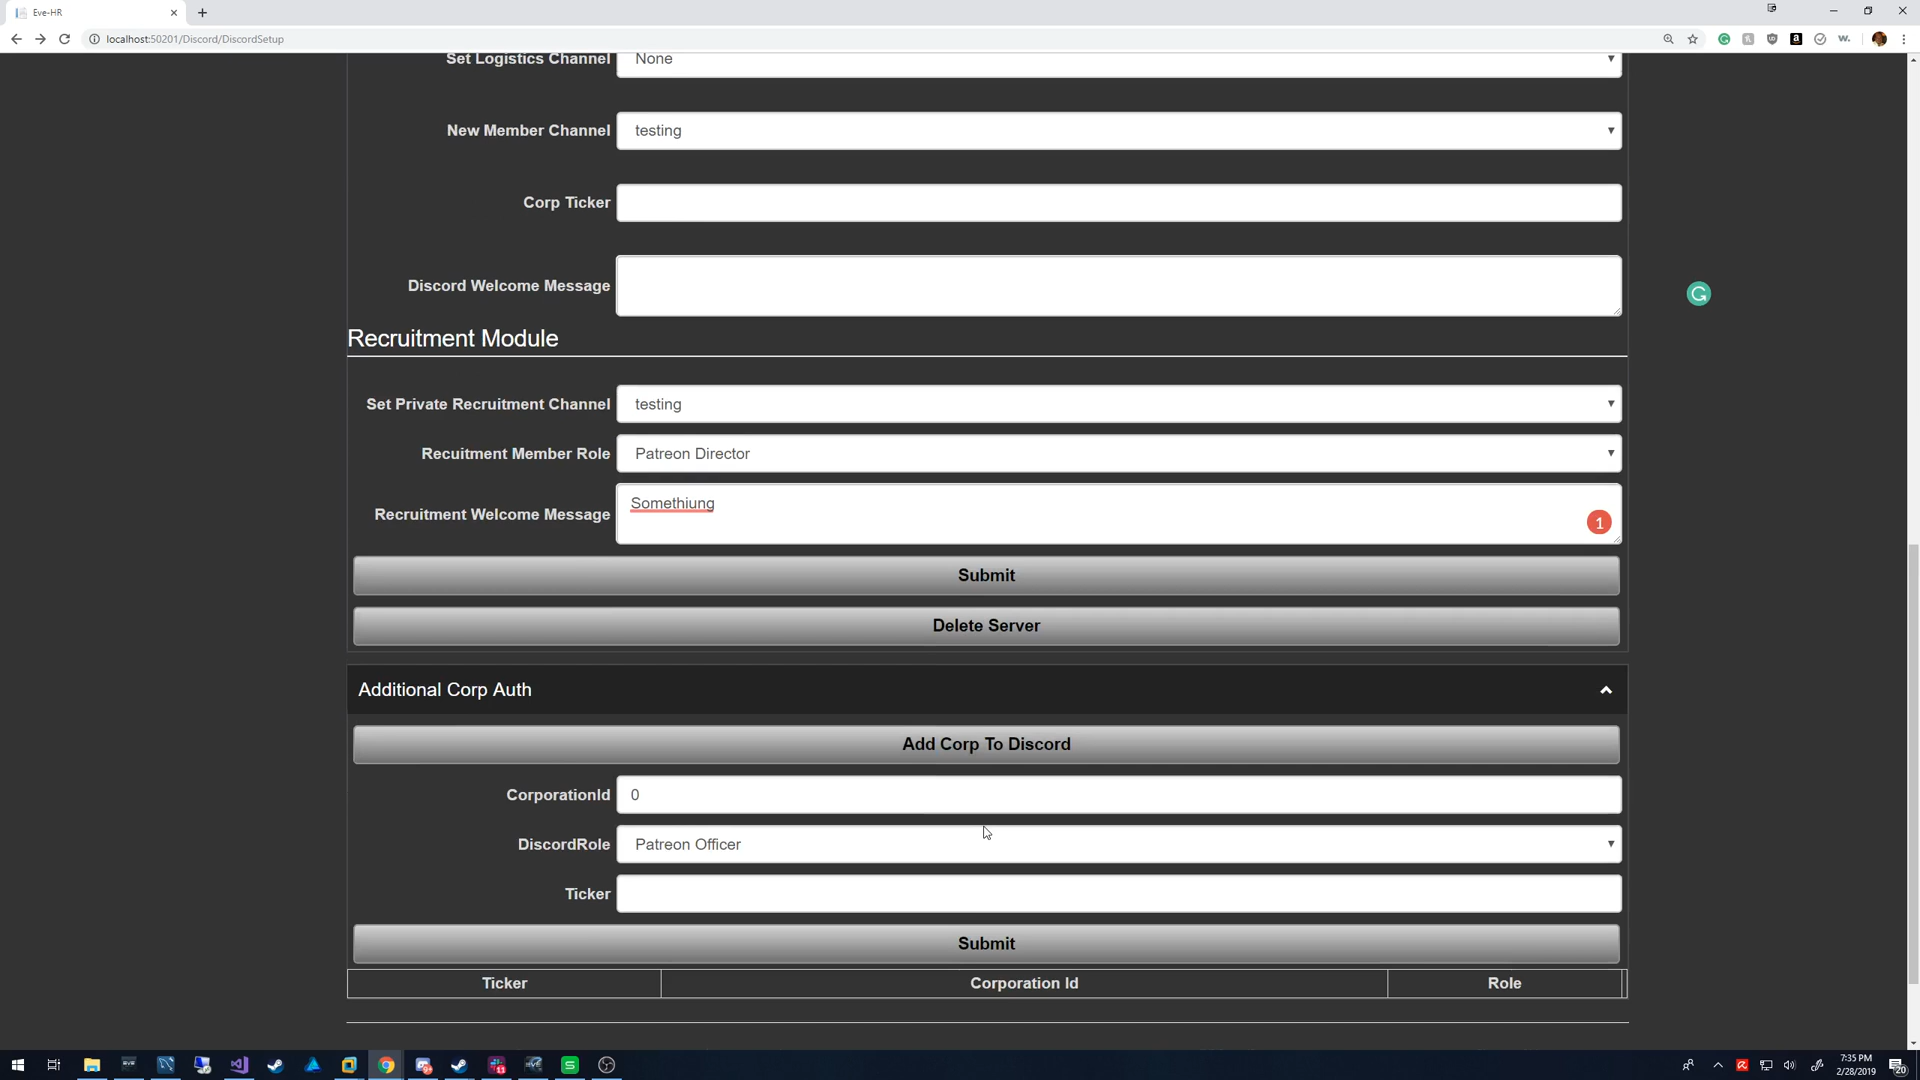 Eve-HR
localhost:50201/Discord/DiscordSetup
Set Logistics Channel None
New Member Channel testing
Corp Ticker
Discord Welcome Message
Recruitment Module
Set Private Recruitment Channel testing
Recuitment Member Role Patreon Director
Recruitment Welcome Message Somethiung
1
Submit
Delete Server
Additional Corp Auth
Add Corp To Discord
CorporationId 0
DiscordRole Patreon Officer
Ticker
Submit
Ticker Corporation Id Role
7:35 PM
2/28/2019
20